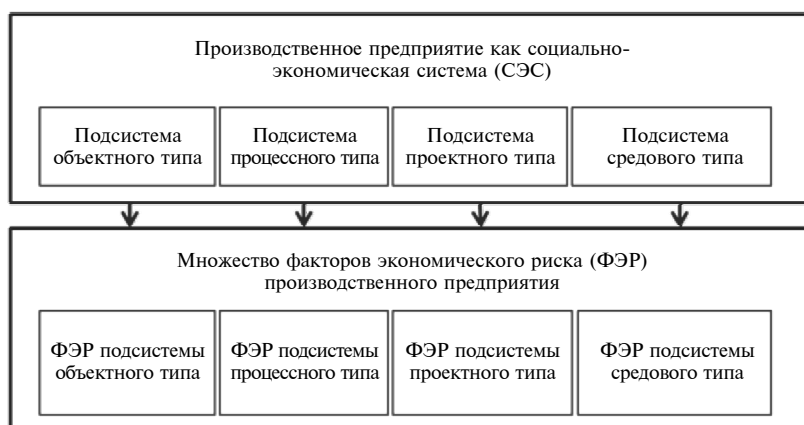 Производственное предприятие как социально-
экономическая система (СЭС)
Подсистема
объектного типа
Подсистема
процессного типа
Подсистема
проектного типа
Подсистема
средового типа
Множество факторов экономического риска (ФЭР)
производственного предприятия
ФЭР подсистемы
объектного типа
ФЭР подсистемы
процессного типа
ФЭР подсистемы
проектного типа
ФЭР подсистемы
средового типа